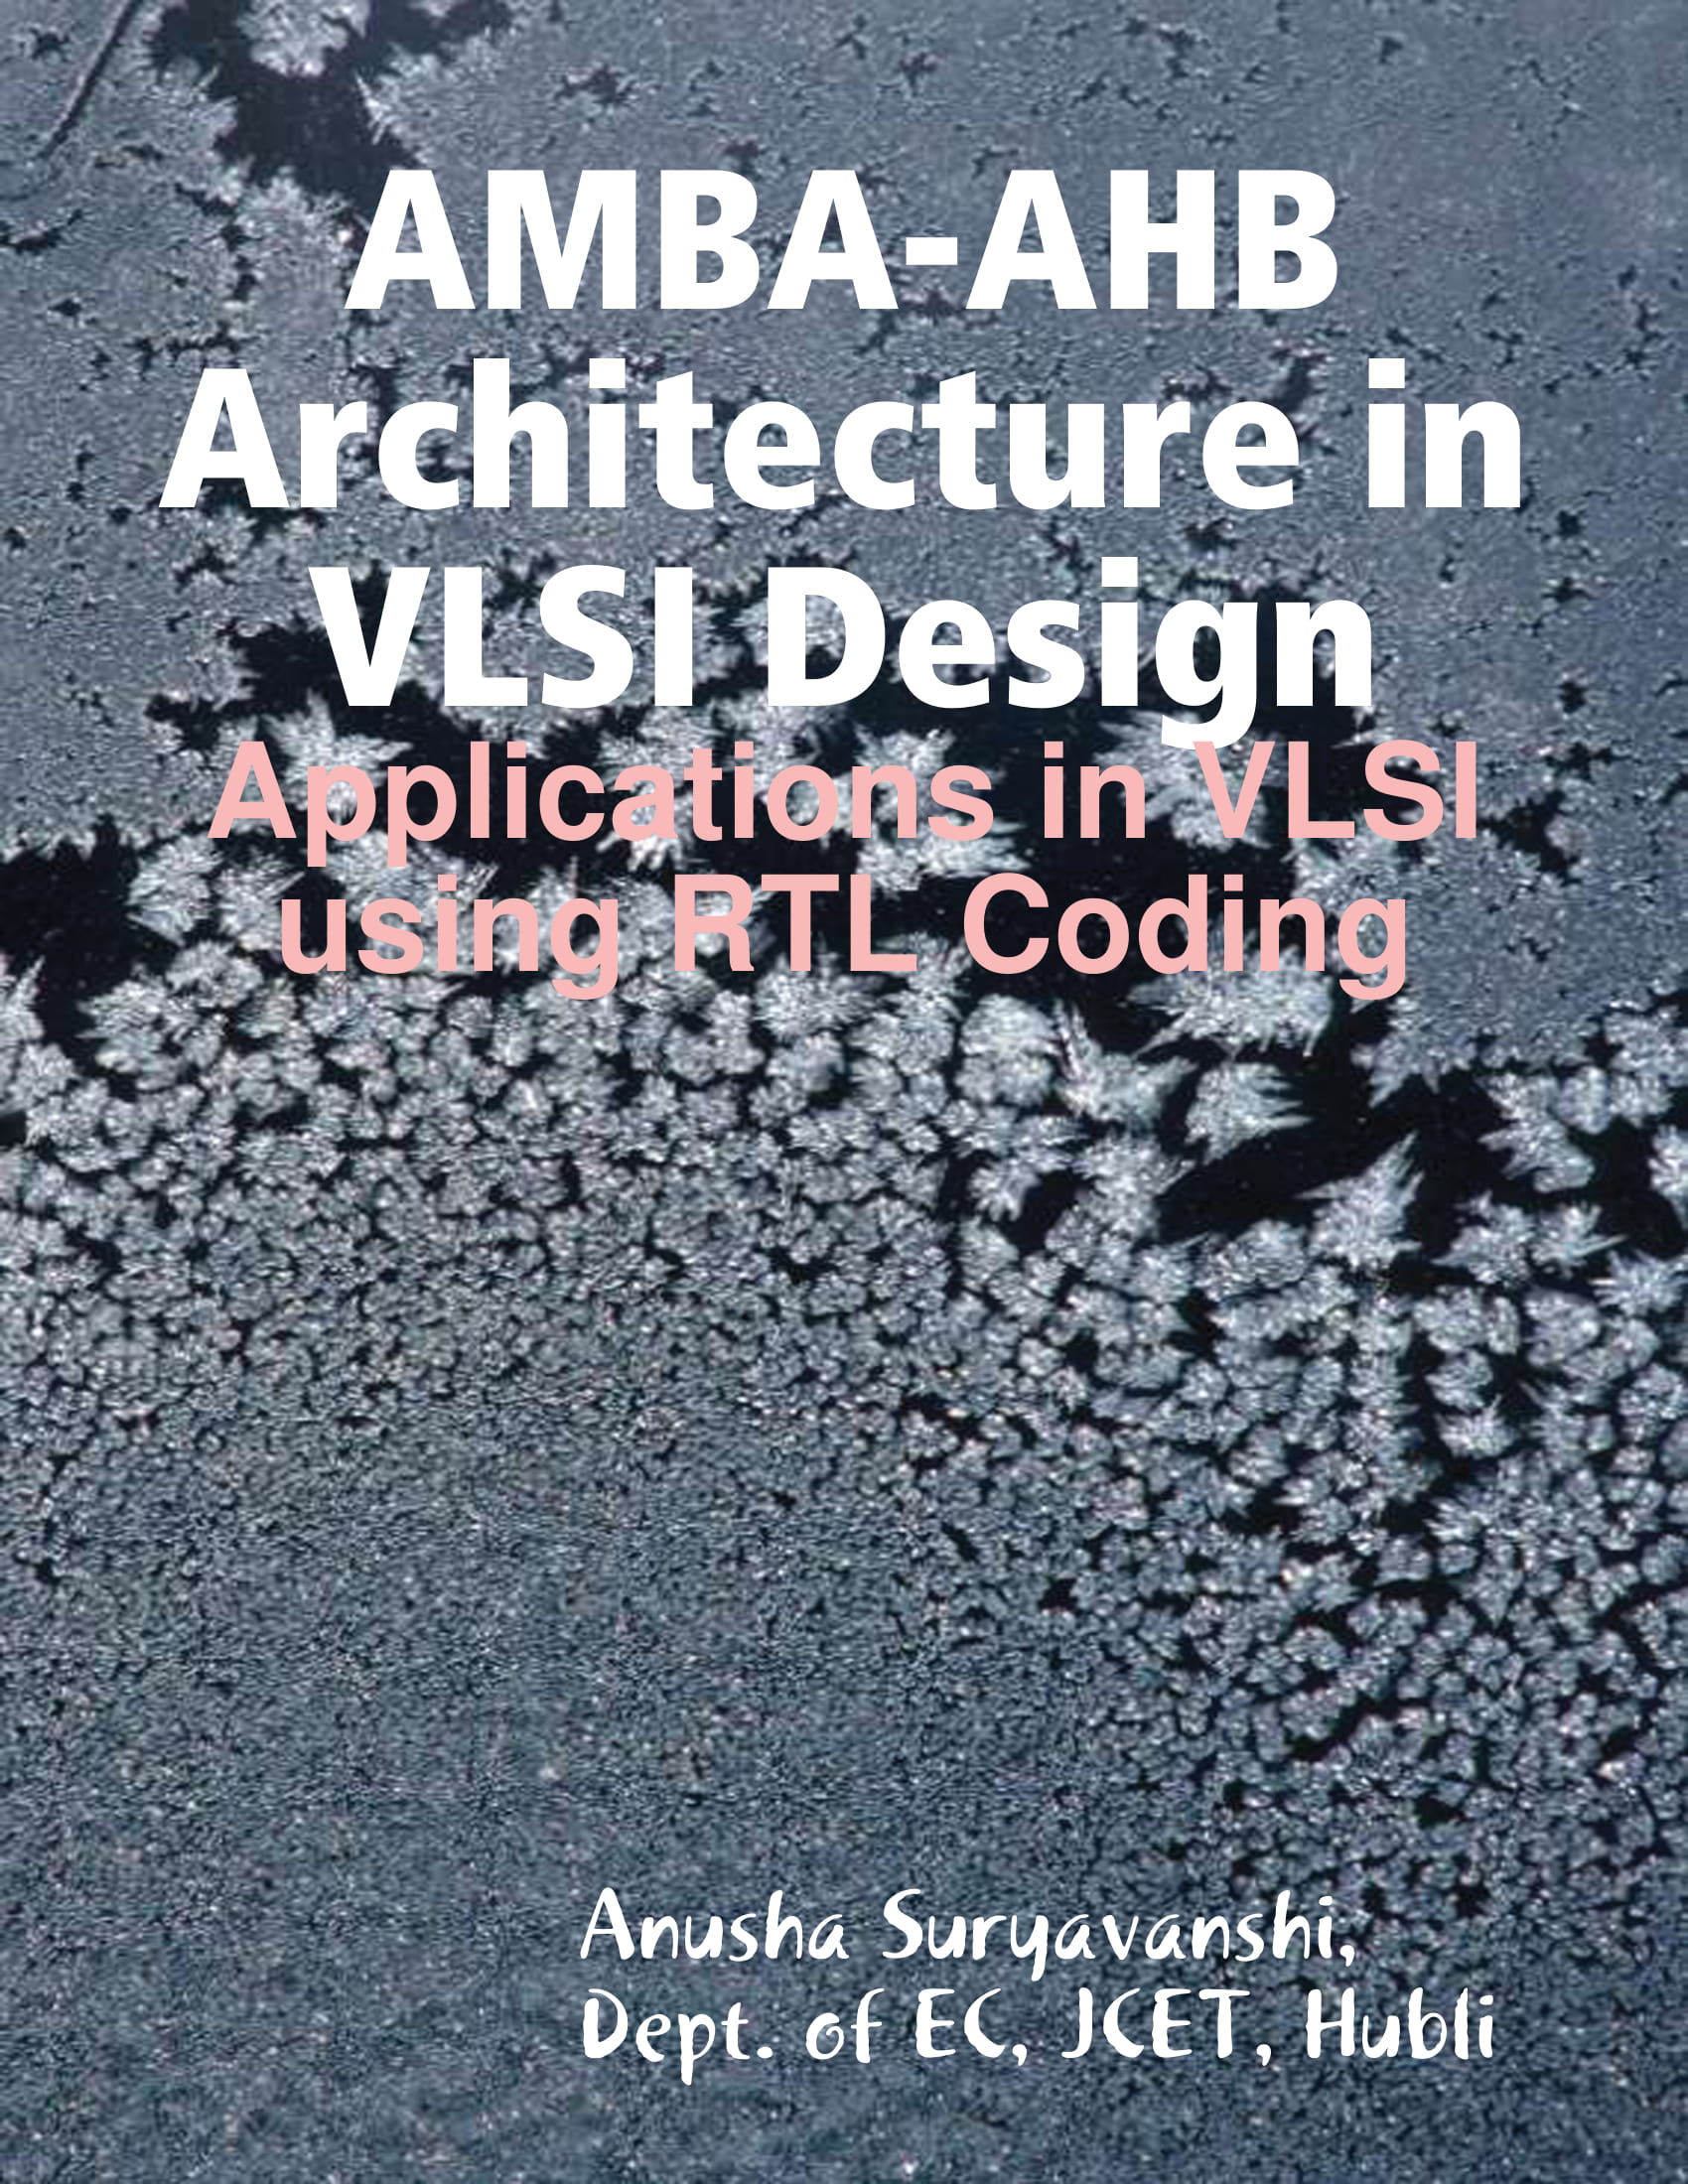 AMBA-AHB
Architecture in
VLSI Design
Applications in VLSI
using RTL Coding
Anusha Suryavanshi,
Dept. of EC, JCET, Hubli